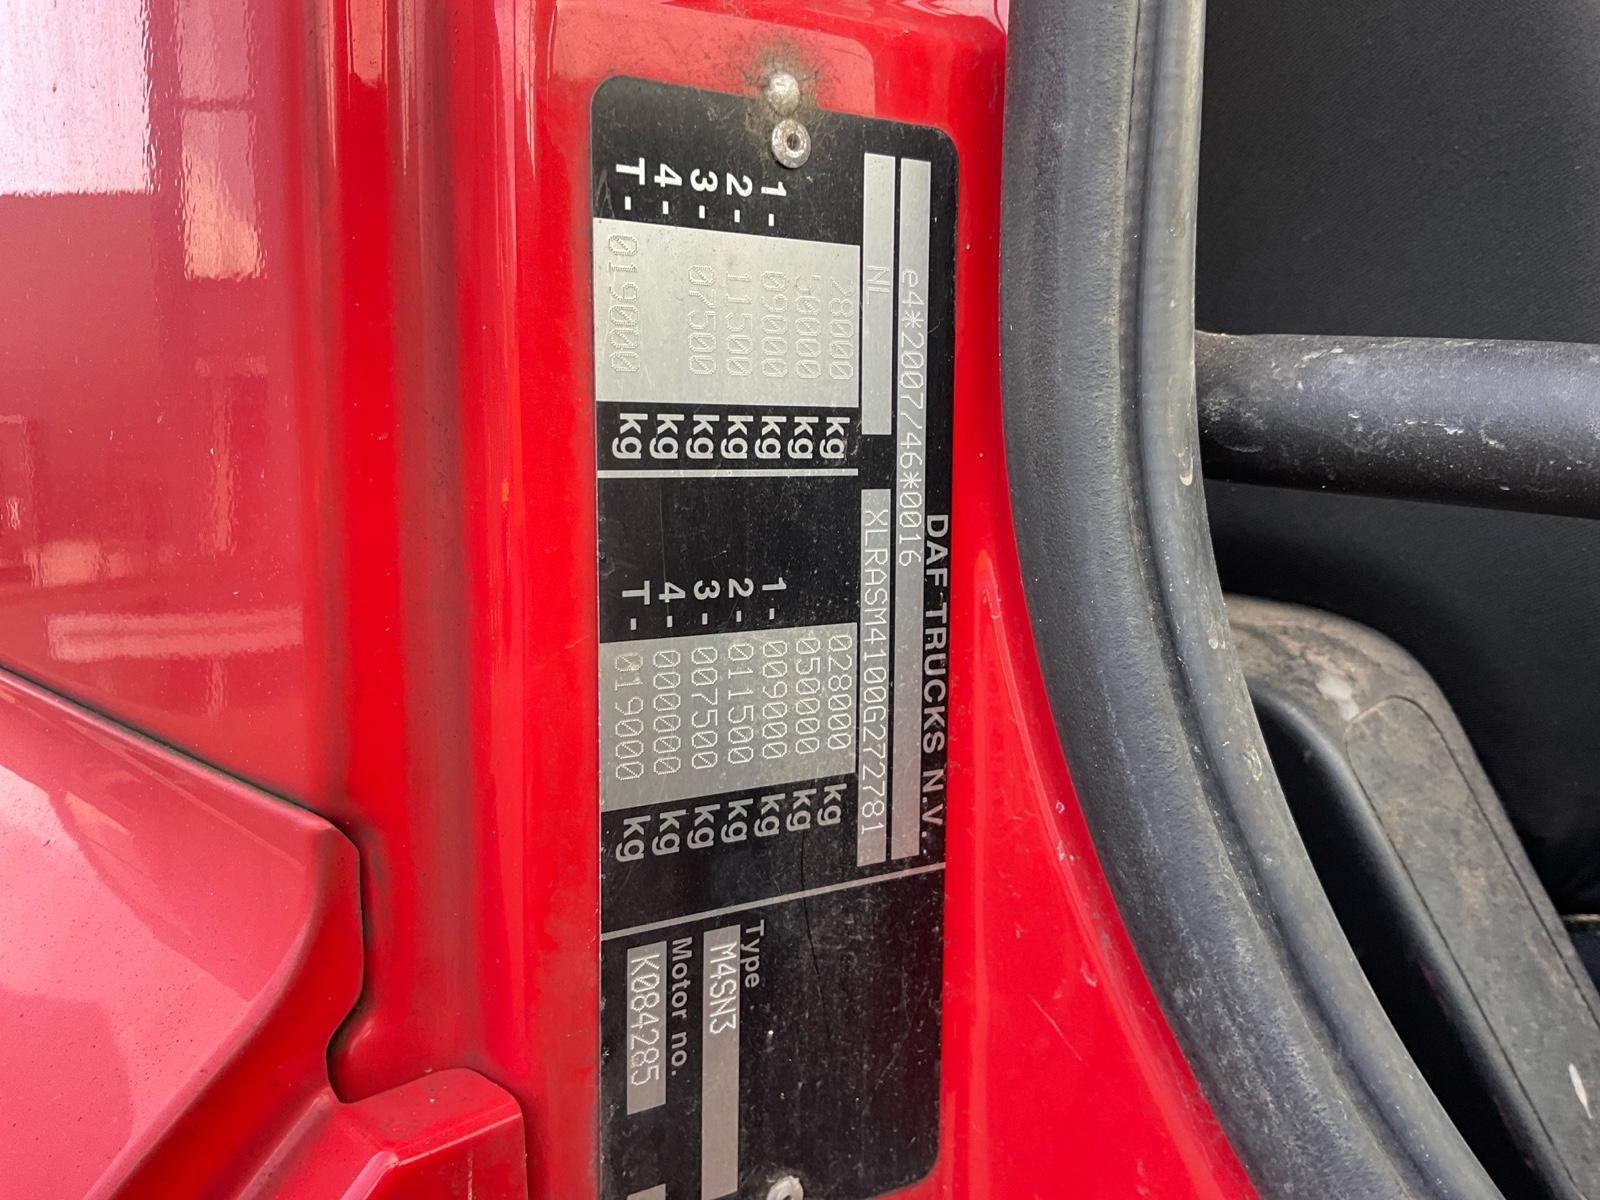 DAF TRUCKS N.V.
e4*2007/46*0016
NL XLRASM4100G272781
28000 kg 028000 kg
50000 kg 050000 kg
1- 09000 kg 1- 009000 kg
2- 11500 kg 2- 011500 kg
3- 07500 kg 3- 007500 kg
4- kg 4- 000000 kg
T- 019000 kg T- 019000 kg
Type
M4SN3
Motor no.
K084285